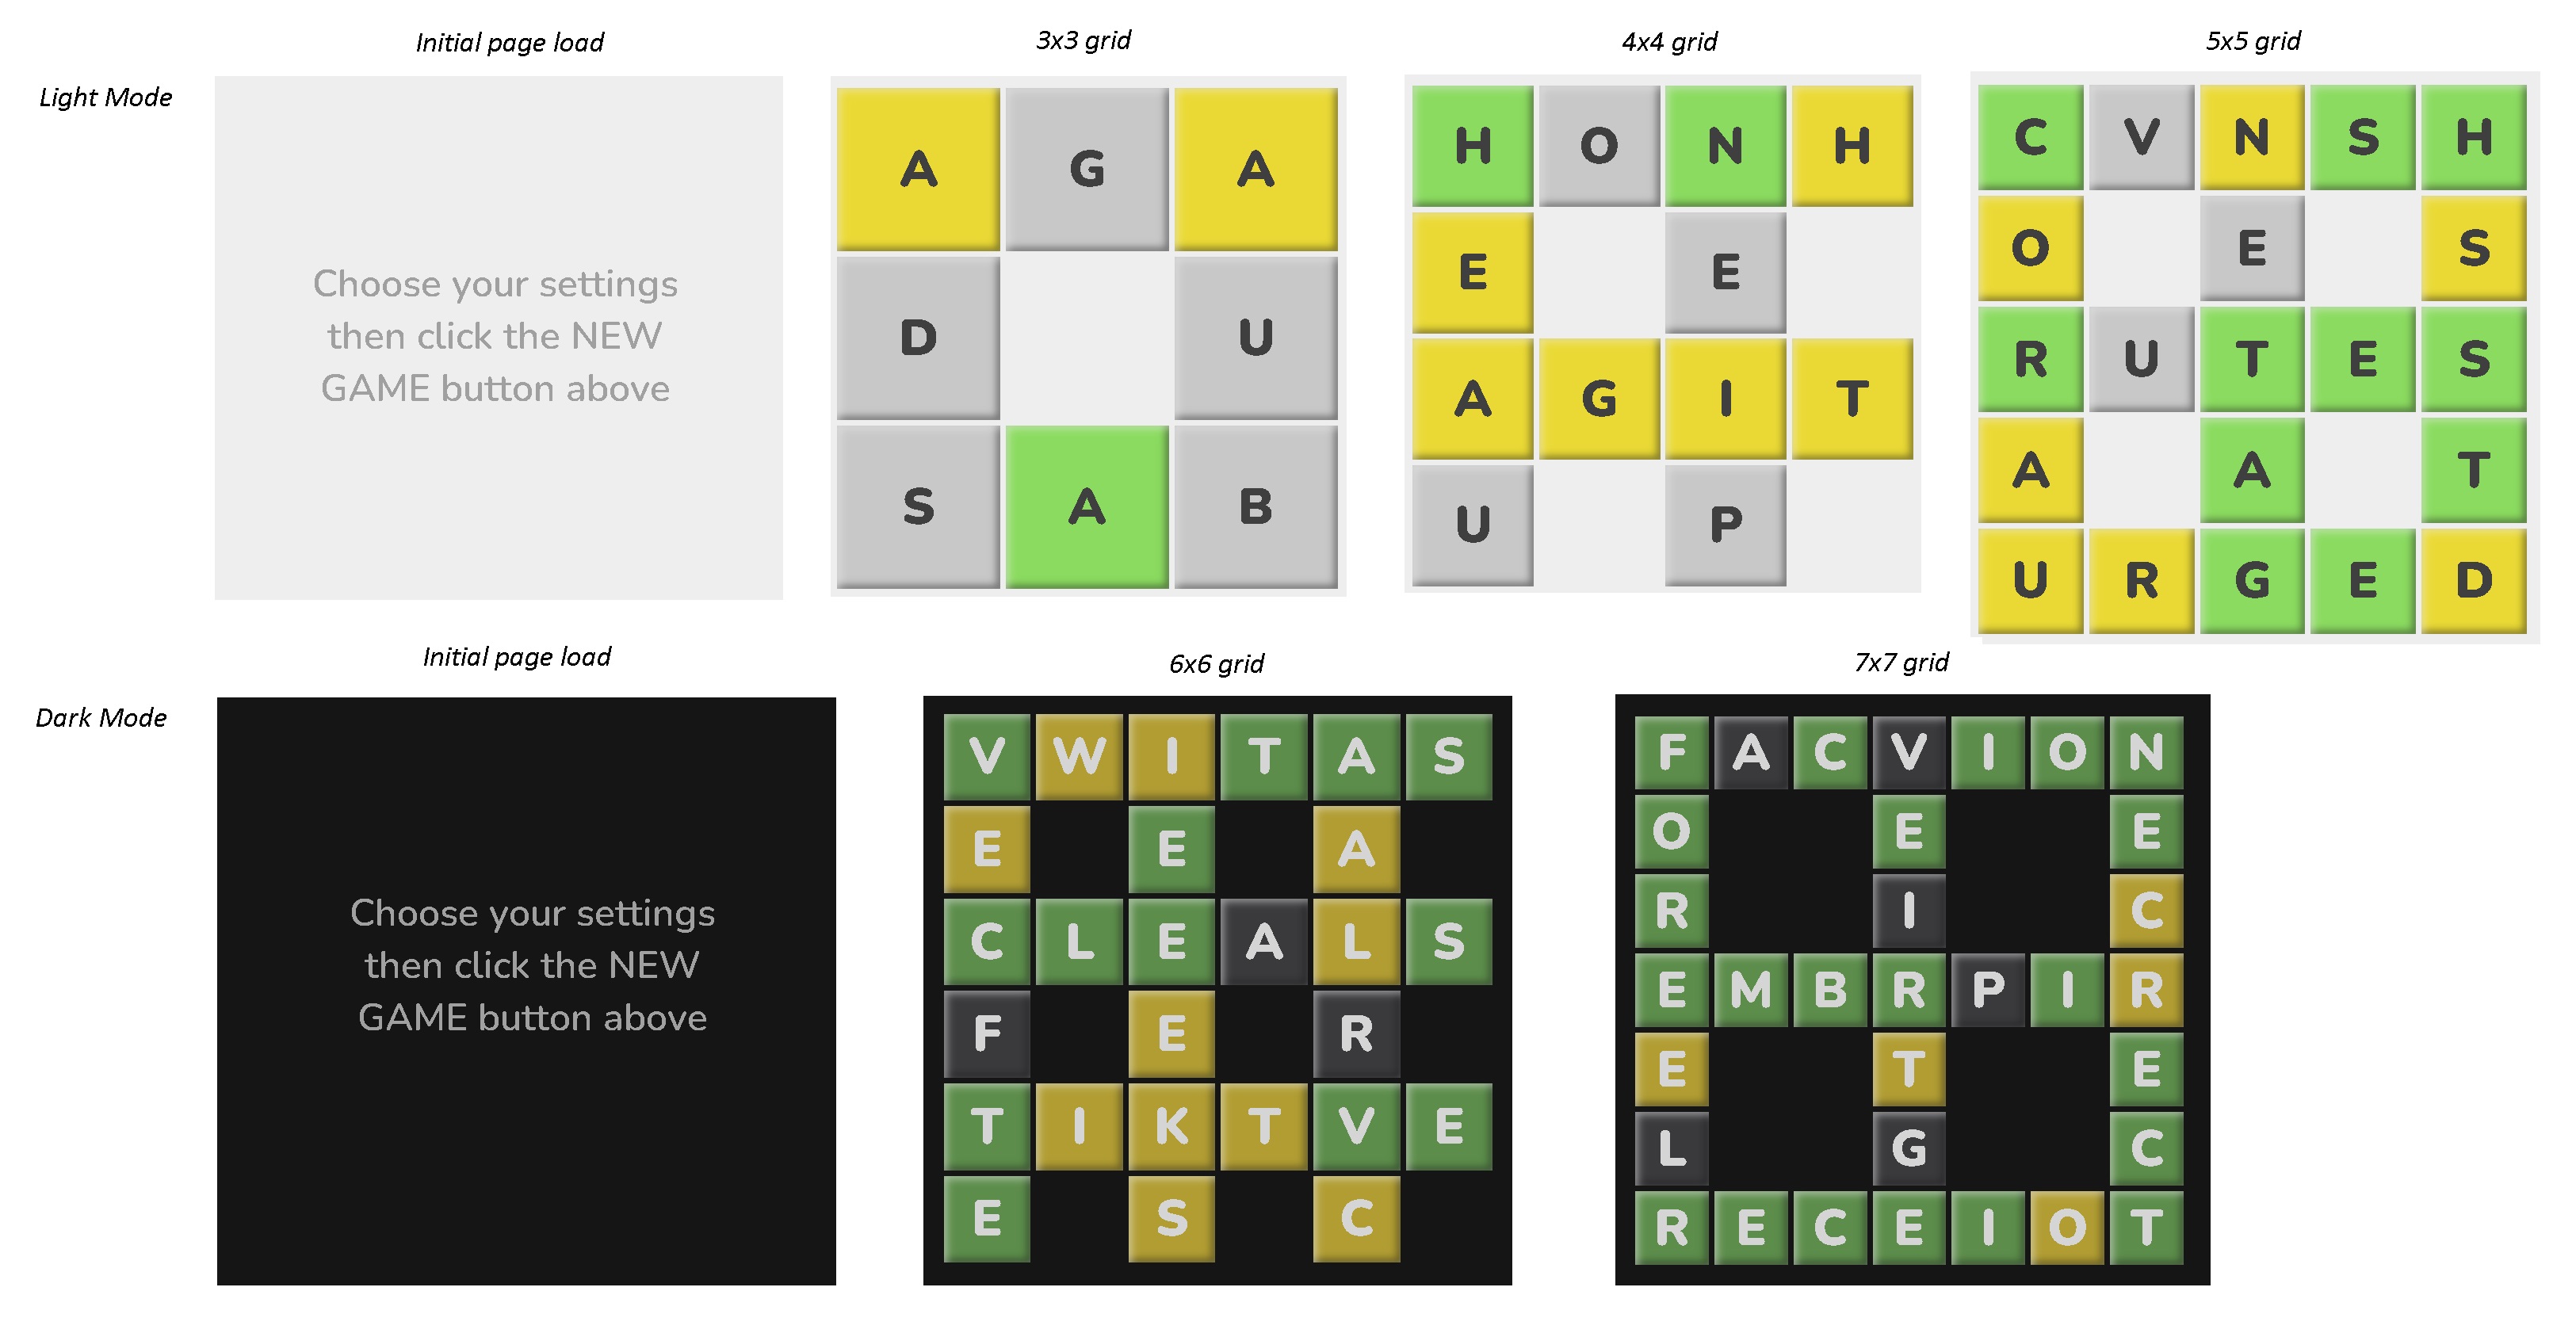 Initial page load
3x3 grid
4x4 grid
5x5 grid
Light Mode
Choose your settings
then click the NEW
GAME button above
A G A
D U
S A B
H O N H
E E
A G I T
U P
C V N S H
O E S
R U T E S
A A T
U R G E D
Initial page load
6x6 grid
7x7 grid
Dark Mode
Choose your settings
then click the NEW
GAME button above
V W I T A S
E E A
C L E A L S
F E R
T I K T V E
E S C
F A C V I O N
O E E
R I C
E M B R P I R
E T E
L G C
R E C E I O T